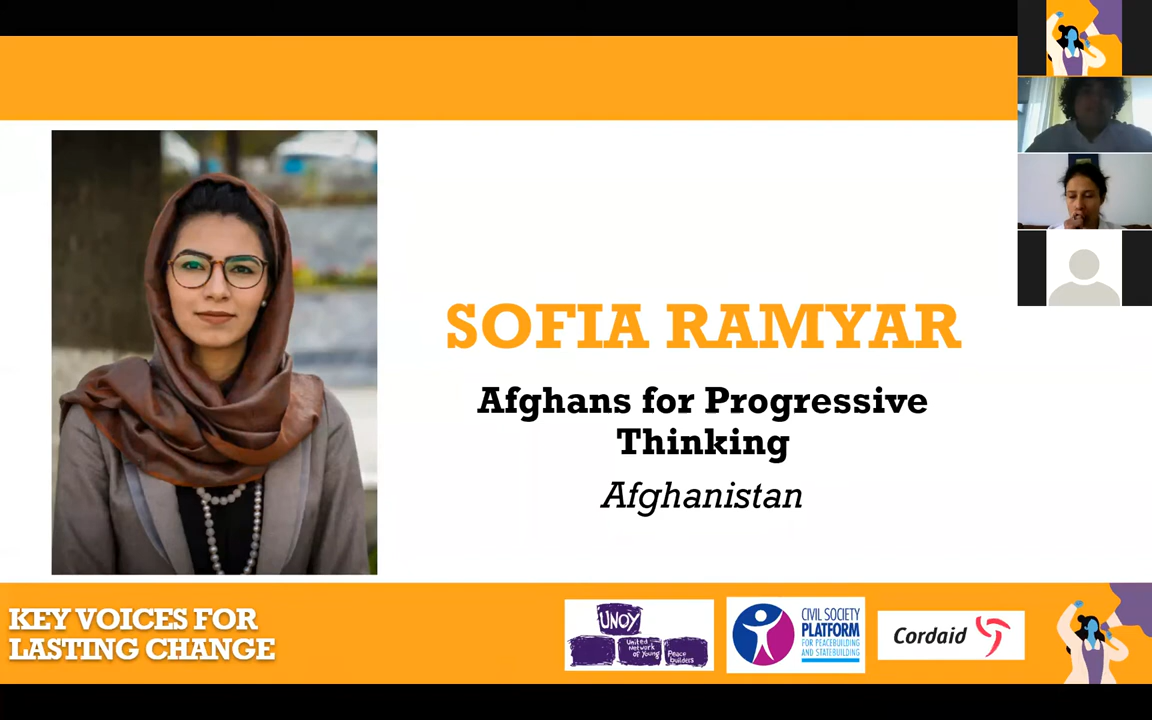 SOFIA RAMYAR
Afghans for Progressive
Thinking
Afghanistan
KEY VOICES FOR
LASTING CHANGE
UNOY
United
Network
of Young
Peace
builders
CIVIL SOCIETY
PLATFORM
FOR PEACEBUILDING
AND STATEBUILDING
Cordaid